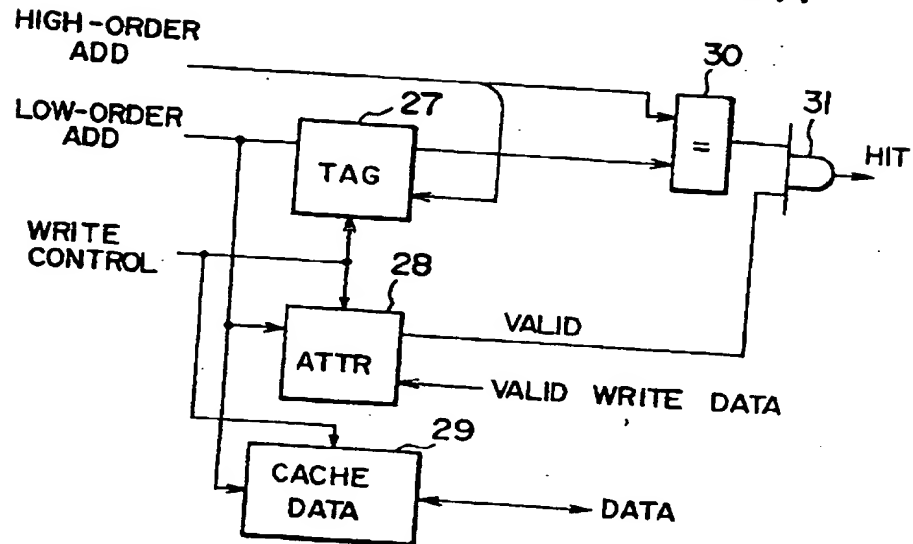 HIGH-ORDER
ADD
30
LOW-ORDER
ADD
27
31
=
HIT
TAG
WRITE
CONTROL
28
VALID
ATTR
VALID WRITE DATA
29
CACHE
DATA
DATA